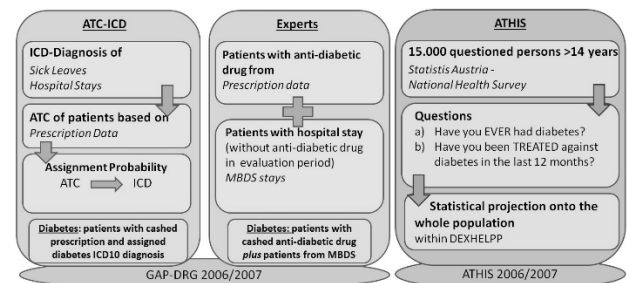 ATC-ICD
ICD-Diagnosis of
Sick Leaves
Hospital Stays
ATC of patients based on
Prescription Data
Assignment Probability
ATC ICD
Diabetes: patients with cashed
prescription and assigned
diabetes ICD10 diagnosis
Experts
Patients with anti-diabetic
drug from
Prescription data
Patients with hospital stay
(without anti-diabetic drug
in evaluation period)
MBDS stays
Diabetes: patients with
cashed anti-diabetic drug
plus patients from MBDS
GAP-DRG 2006/2007
ATHIS
15.000 questioned persons >14 years
Statistis Austria -
National Health Survey
Questions
a) Have you EVER had diabetes?
b) Have you been TREATED against
diabetes in the last 12 months?
Statistical projection onto the
whole population
within DEXHELPP
ATHIS 2006/2007